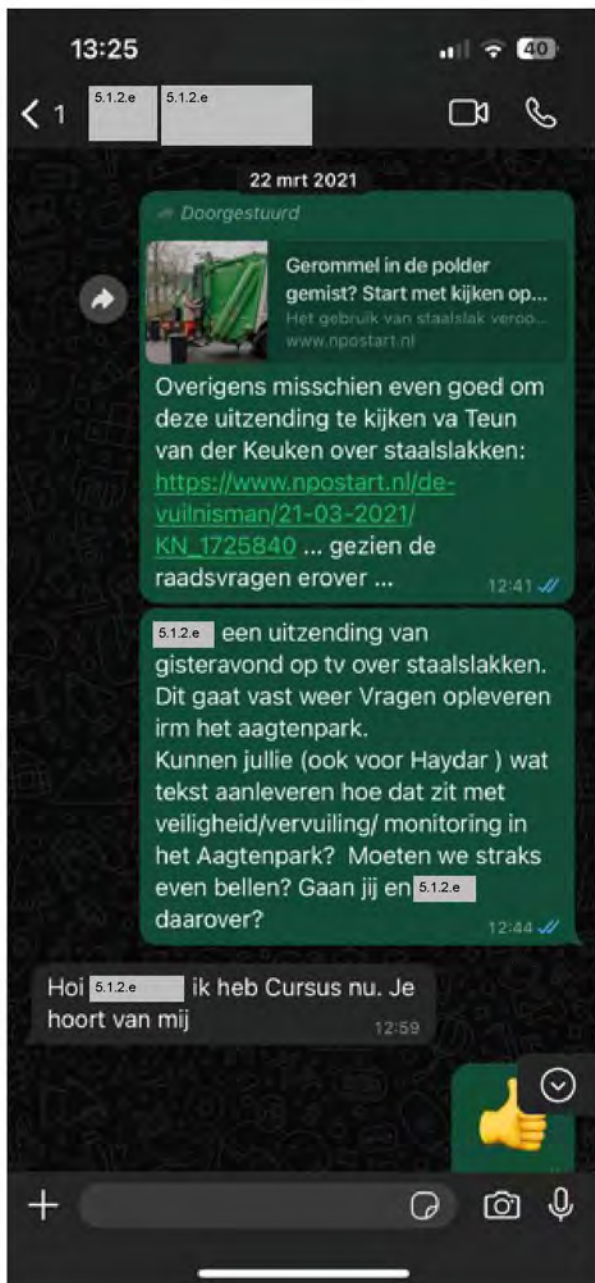 13:25
40
1
5.1.2.e
5.1.2.e
22 mrt 2021
Doorgestuurd
Gerommel in de polder
gemist? Start met kijken op...
Het gebruik van staalslak veroo...
www.npostart.nl
Overigens misschien even goed om
deze uitzending te kijken va Teun
van der Keuken over staalslakken:
https://www.npostart.nl/de-
vuilnisman/21-03-2021/
KN_1725840 ... gezien de
raadsvragen erover ...
12:41
5.1.2.e een uitzending van
gisteravond op tv over staalslakken.
Dit gaat vast weer Vragen opleveren
irm het aagtenpark.
Kunnen jullie (ook voor Haydar ) wat
tekst aanleveren hoe dat zit met
veiligheid/vervuiling/ monitoring in
het Aagtenpark? Moeten we straks
even bellen? Gaan jij en 5.1.2.e
daarover?
12:44
Hoi 5.1.2.e ik heb Cursus nu. Je
hoort van mij
12:59